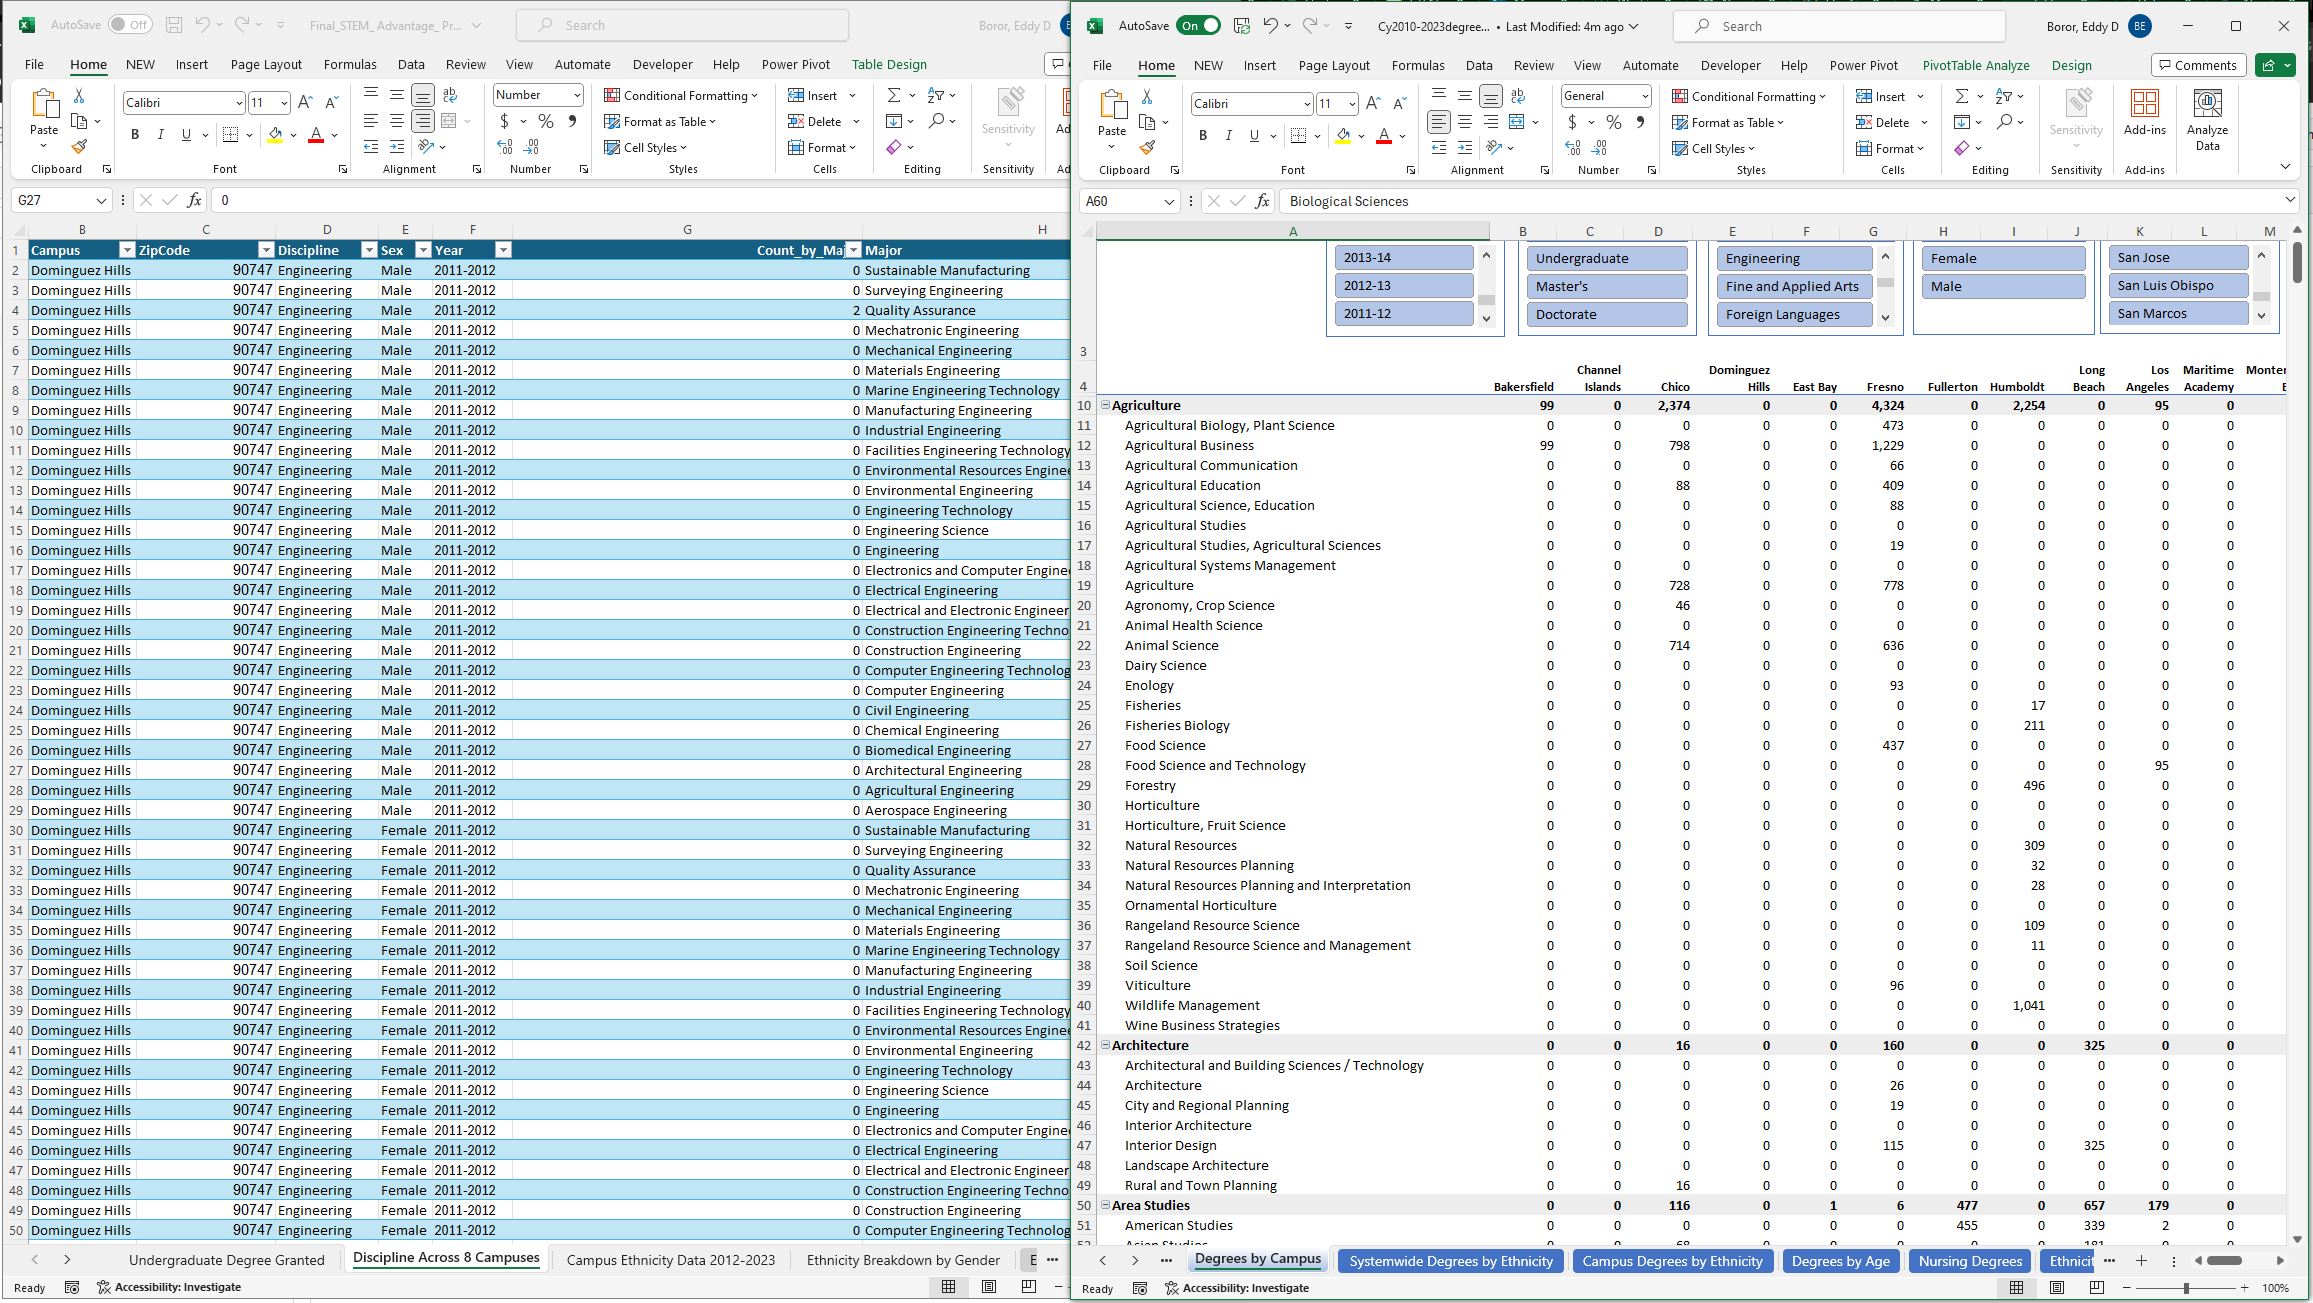 AutoSave Off Final_STEM_ Advantage_ Pr... Search Boror, Eddy D
File Home NEW Insert Page Layout Formulas Data Review View Automate Developer Help Power Pivot Table Design
Paste Calibri 11 Number Conditional Formatting Insert
B I U Format as Table Delete Sensitivity
Cell Styles Format
Clipboard Font Alignment Number Styles Cells Editing Sensitivity
G27 fx 0
B C D E F G H
1 Campus ZipCode Discipline Sex Year Count_by_Maj Major
2 Dominguez Hills 90747 Engineering Male 2011-2012 0 Sustainable Manufacturing
3 Dominguez Hills 90747 Engineering Male 2011-2012 0 Surveying Engineering
4 Dominguez Hills 90747 Engineering Male 2011-2012 2 Quality Assurance
5 Dominguez Hills 90747 Engineering Male 2011-2012 0 Mechatronic Engineering
6 Dominguez Hills 90747 Engineering Male 2011-2012 0 Mechanical Engineering
7 Dominguez Hills 90747 Engineering Male 2011-2012 0 Materials Engineering
8 Dominguez Hills 90747 Engineering Male 2011-2012 0 Marine Engineering Technology
9 Dominguez Hills 90747 Engineering Male 2011-2012 0 Manufacturing Engineering
10 Dominguez Hills 90747 Engineering Male 2011-2012 0 Industrial Engineering
11 Dominguez Hills 90747 Engineering Male 2011-2012 0 Facilities Engineering Technology
12 Dominguez Hills 90747 Engineering Male 2011-2012 0 Environmental Resources Enginee
13 Dominguez Hills 90747 Engineering Male 2011-2012 0 Environmental Engineering
14 Dominguez Hills 90747 Engineering Male 2011-2012 0 Engineering Technology
15 Dominguez Hills 90747 Engineering Male 2011-2012 0 Engineering Science
16 Dominguez Hills 90747 Engineering Male 2011-2012 0 Engineering
17 Dominguez Hills 90747 Engineering Male 2011-2012 0 Electronics and Computer Enginee
18 Dominguez Hills 90747 Engineering Male 2011-2012 0 Electrical Engineering
19 Dominguez Hills 90747 Engineering Male 2011-2012 0 Electrical and Electronic Engineer
20 Dominguez Hills 90747 Engineering Male 2011-2012 0 Construction Engineering Techno
21 Dominguez Hills 90747 Engineering Male 2011-2012 0 Construction Engineering
22 Dominguez Hills 90747 Engineering Male 2011-2012 0 Computer Engineering Technolog
23 Dominguez Hills 90747 Engineering Male 2011-2012 0 Computer Engineering
24 Dominguez Hills 90747 Engineering Male 2011-2012 0 Civil Engineering
25 Dominguez Hills 90747 Engineering Male 2011-2012 0 Chemical Engineering
26 Dominguez Hills 90747 Engineering Male 2011-2012 0 Biomedical Engineering
27 Dominguez Hills 90747 Engineering Male 2011-2012 0 Architectural Engineering
28 Dominguez Hills 90747 Engineering Male 2011-2012 0 Agricultural Engineering
29 Dominguez Hills 90747 Engineering Male 2011-2012 0 Aerospace Engineering
30 Dominguez Hills 90747 Engineering Female 2011-2012 0 Sustainable Manufacturing
31 Dominguez Hills 90747 Engineering Female 2011-2012 0 Surveying Engineering
32 Dominguez Hills 90747 Engineering Female 2011-2012 0 Quality Assurance
33 Dominguez Hills 90747 Engineering Female 2011-2012 0 Mechatronic Engineering
34 Dominguez Hills 90747 Engineering Female 2011-2012 0 Mechanical Engineering
35 Dominguez Hills 90747 Engineering Female 2011-2012 0 Materials Engineering
36 Dominguez Hills 90747 Engineering Female 2011-2012 0 Marine Engineering Technology
37 Dominguez Hills 90747 Engineering Female 2011-2012 0 Manufacturing Engineering
38 Dominguez Hills 90747 Engineering Female 2011-2012 0 Industrial Engineering
39 Dominguez Hills 90747 Engineering Female 2011-2012 0 Facilities Engineering Technology
40 Dominguez Hills 90747 Engineering Female 2011-2012 0 Environmental Resources Enginee
41 Dominguez Hills 90747 Engineering Female 2011-2012 0 Environmental Engineering
42 Dominguez Hills 90747 Engineering Female 2011-2012 0 Engineering Technology
43 Dominguez Hills 90747 Engineering Female 2011-2012 0 Engineering Science
44 Dominguez Hills 90747 Engineering Female 2011-2012 0 Engineering
45 Dominguez Hills 90747 Engineering Female 2011-2012 0 Electronics and Computer Enginee
46 Dominguez Hills 90747 Engineering Female 2011-2012 0 Electrical Engineering
47 Dominguez Hills 90747 Engineering Female 2011-2012 0 Electrical and Electronic Engineer
48 Dominguez Hills 90747 Engineering Female 2011-2012 0 Construction Engineering Techno
49 Dominguez Hills 90747 Engineering Female 2011-2012 0 Construction Engineering
50 Dominguez Hills 90747 Engineering Female 2011-2012 0 Computer Engineering Technolog
Undergraduate Degree Granted Discipline Across 8 Campuses Campus Ethnicity Data 2012-2023 Ethnicity Breakdown by Gender E ...
Ready Accessibility: Investigate
AutoSave On Cy2010-2023degree... • Last Modified: 4m ago Search Boror, Eddy D BE
File Home NEW Insert Page Layout Formulas Data Review View Automate Developer Help Power Pivot PivotTable Analyze Design Comments
Paste Calibri 11 General Conditional Formatting Insert
B I U Format as Table Delete Sensitivity Add-ins Analyze Data
Cell Styles Format
Clipboard Font Alignment Number Styles Cells Editing Sensitivity Add-ins
A60 fx Biological Sciences
A B C D E F G H I J K L M
2013-14 Undergraduate Engineering Female San Jose
2012-13 Master's Fine and Applied Arts Male San Luis Obispo
2011-12 Doctorate Foreign Languages San Marcos
3
4 Bakersfield Channel Islands Chico Dominguez Hills East Bay Fresno Fullerton Humboldt Long Beach Los Angeles Maritime Academy
10 Agriculture 99 0 2,374 0 0 4,324 0 2,254 0 95 0
11 Agricultural Biology, Plant Science 0 0 0 0 0 473 0 0 0 0 0
12 Agricultural Business 99 0 798 0 0 1,229 0 0 0 0 0
13 Agricultural Communication 0 0 0 0 0 66 0 0 0 0 0
14 Agricultural Education 0 0 88 0 0 409 0 0 0 0 0
15 Agricultural Science, Education 0 0 0 0 0 88 0 0 0 0 0
16 Agricultural Studies 0 0 0 0 0 0 0 0 0 0 0
17 Agricultural Studies, Agricultural Sciences 0 0 0 0 0 19 0 0 0 0 0
18 Agricultural Systems Management 0 0 0 0 0 0 0 0 0 0 0
19 Agriculture 0 0 728 0 0 778 0 0 0 0 0
20 Agronomy, Crop Science 0 0 46 0 0 0 0 0 0 0 0
21 Animal Health Science 0 0 0 0 0 0 0 0 0 0 0
22 Animal Science 0 0 714 0 0 636 0 0 0 0 0
23 Dairy Science 0 0 0 0 0 0 0 0 0 0 0
24 Enology 0 0 0 0 0 93 0 0 0 0 0
25 Fisheries 0 0 0 0 0 0 0 17 0 0 0
26 Fisheries Biology 0 0 0 0 0 0 0 211 0 0 0
27 Food Science 0 0 0 0 0 437 0 0 0 0 0
28 Food Science and Technology 0 0 0 0 0 0 0 0 0 95 0
29 Forestry 0 0 0 0 0 0 0 496 0 0 0
30 Horticulture 0 0 0 0 0 0 0 0 0 0 0
31 Horticulture, Fruit Science 0 0 0 0 0 0 0 0 0 0 0
32 Natural Resources 0 0 0 0 0 0 0 309 0 0 0
33 Natural Resources Planning 0 0 0 0 0 0 0 32 0 0 0
34 Natural Resources Planning and Interpretation 0 0 0 0 0 0 0 28 0 0 0
35 Ornamental Horticulture 0 0 0 0 0 0 0 0 0 0 0
36 Rangeland Resource Science 0 0 0 0 0 0 0 109 0 0 0
37 Rangeland Resource Science and Management 0 0 0 0 0 0 0 11 0 0 0
38 Soil Science 0 0 0 0 0 0 0 0 0 0 0
39 Viticulture 0 0 0 0 0 96 0 0 0 0 0
40 Wildlife Management 0 0 0 0 0 0 0 1,041 0 0 0
41 Wine Business Strategies 0 0 0 0 0 0 0 0 0 0 0
42 Architecture 0 0 16 0 0 160 0 0 325 0 0
43 Architectural and Building Sciences / Technology 0 0 0 0 0 0 0 0 0 0 0
44 Architecture 0 0 0 0 0 26 0 0 0 0 0
45 City and Regional Planning 0 0 0 0 0 19 0 0 0 0 0
46 Interior Architecture 0 0 0 0 0 0 0 0 0 0 0
47 Interior Design 0 0 0 0 0 115 0 0 325 0 0
48 Landscape Architecture 0 0 0 0 0 0 0 0 0 0 0
49 Rural and Town Planning 0 0 16 0 0 0 0 0 0 0 0
50 Area Studies 0 0 116 0 1 6 477 0 657 179 0
51 American Studies 0 0 0 0 0 0 455 0 339 2 0
Degrees by Campus Systemwide Degrees by Ethnicity Campus Degrees by Ethnicity Degrees by Age Nursing Degrees Ethnicit ...
Ready Accessibility: Investigate 100%